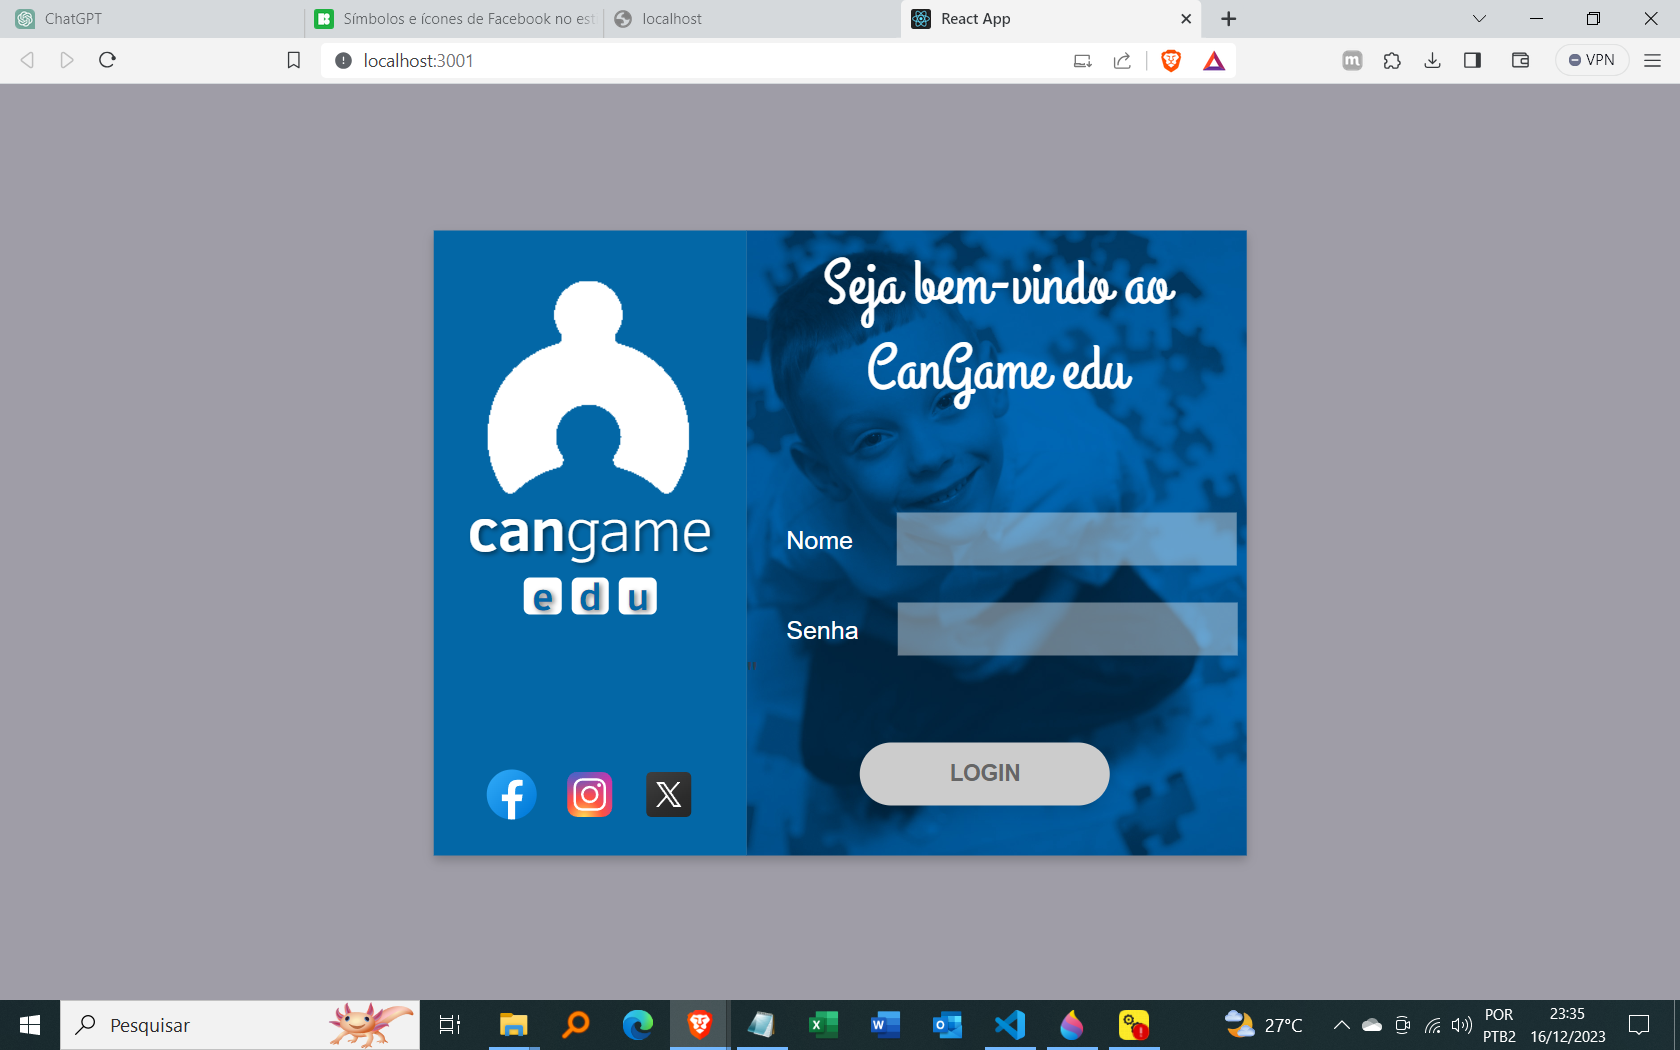 ChatGPT
Símbolos e ícones de Facebook no est
localhost
React App
localhost:3001
VPN
Seja bem-vindo ao
CanGame edu
cangame
edu
Nome
Senha
LOGIN
Pesquisar
27°C
POR
PTB2
23:35
16/12/2023